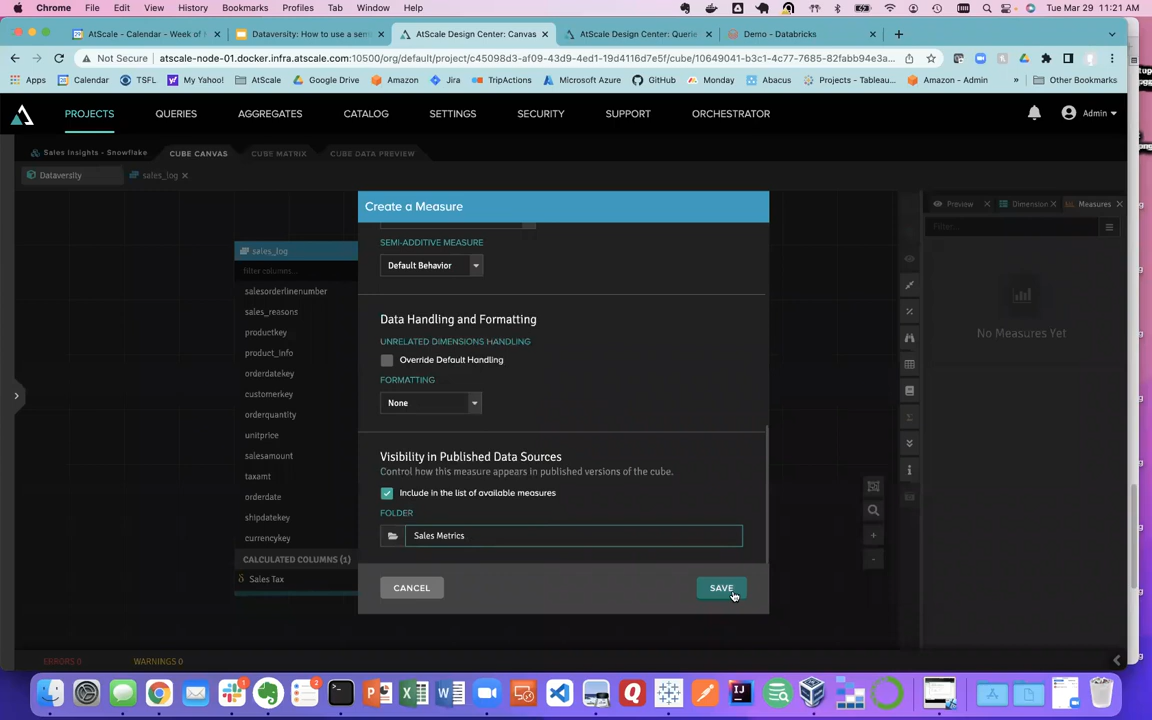 Chrome File Edit View History Bookmarks Profiles Tab Window Help Tue Mar 29 11:21 AM
AtScale - Calendar - Week of Dataversity: How to use a sem AtScale Design Center: Canvas AtScale Design Center: Querie Demo - Databricks
Not Secure atscale-node-01.docker.infra.atscale.com:10500/org/default/project/c45098d3-af09-43d9-4ed1-19d4164d7e5f/cube/10649041-b3c1-4c77-7685-82fabb94e3a...
Apps Calendar TSFL My Yahoo! AtScale Google Drive Amazon Jira TripActions Microsoft Azure GitHub Monday Abacus Projects - Tableau... Amazon - Admin » Other Bookmarks
PROJECTS QUERIES AGGREGATES CATALOG SETTINGS SECURITY SUPPORT ORCHESTRATOR Admin
Sales Insights - Snowflake CUBE CANVAS CUBE MATRIX CUBE DATA PREVIEW
Dataversity sales_log
Preview Dimension Measures
Filter...
No Measures Yet
sales_log
filter columns...
salesorderlinenumber
sales_reasons
productkey
product_info
orderdatekey
customerkey
orderquantity
unitprice
salesamount
taxamt
orderdate
shipdatekey
currencykey
CALCULATED COLUMNS (1)
δ Sales Tax
Create a Measure
SEMI-ADDITIVE MEASURE
Default Behavior
Data Handling and Formatting
UNRELATED DIMENSIONS HANDLING
Override Default Handling
FORMATTING
None
Visibility in Published Data Sources
Control how this measure appears in published versions of the cube.
Include in the list of available measures
FOLDER
Sales Metrics
CANCEL SAVE
ERRORS 0 WARNINGS 0